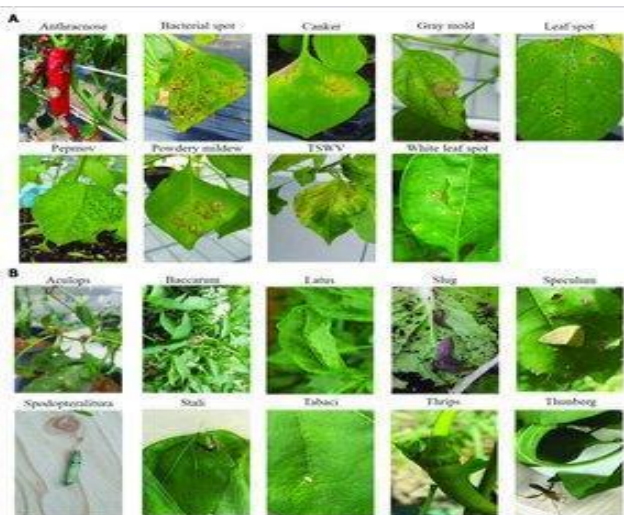 A
Anthracnose Bacterial spot Canker Gray mold Leaf spot
Pepmov Powdery mildew TSWV White leaf spot
B
Aculops Baccarum Latus Slug Speculum
Spodopteralitura Stali Tabaci Thrips Thunberg